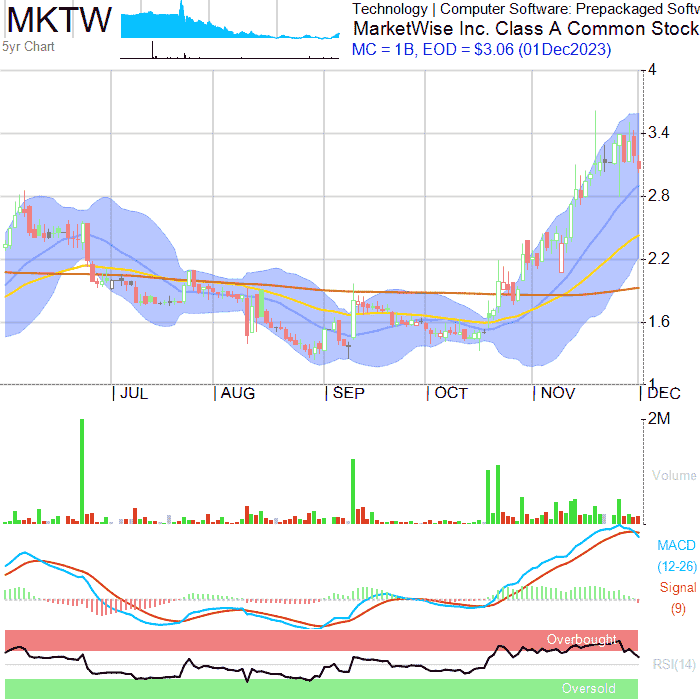 MKTW
5yr Chart
Technology | Computer Software: Prepackaged Softw
MarketWise Inc. Class A Common Stock
MC = 1B, EOD = $3.06 (01Dec2023)
4
3.4
2.8
2.2
1.6
1
JUL AUG SEP OCT NOV DEC
2M
Volume
MACD
(12-26)
Signal
(9)
Overbought
RSI(14)
Oversold